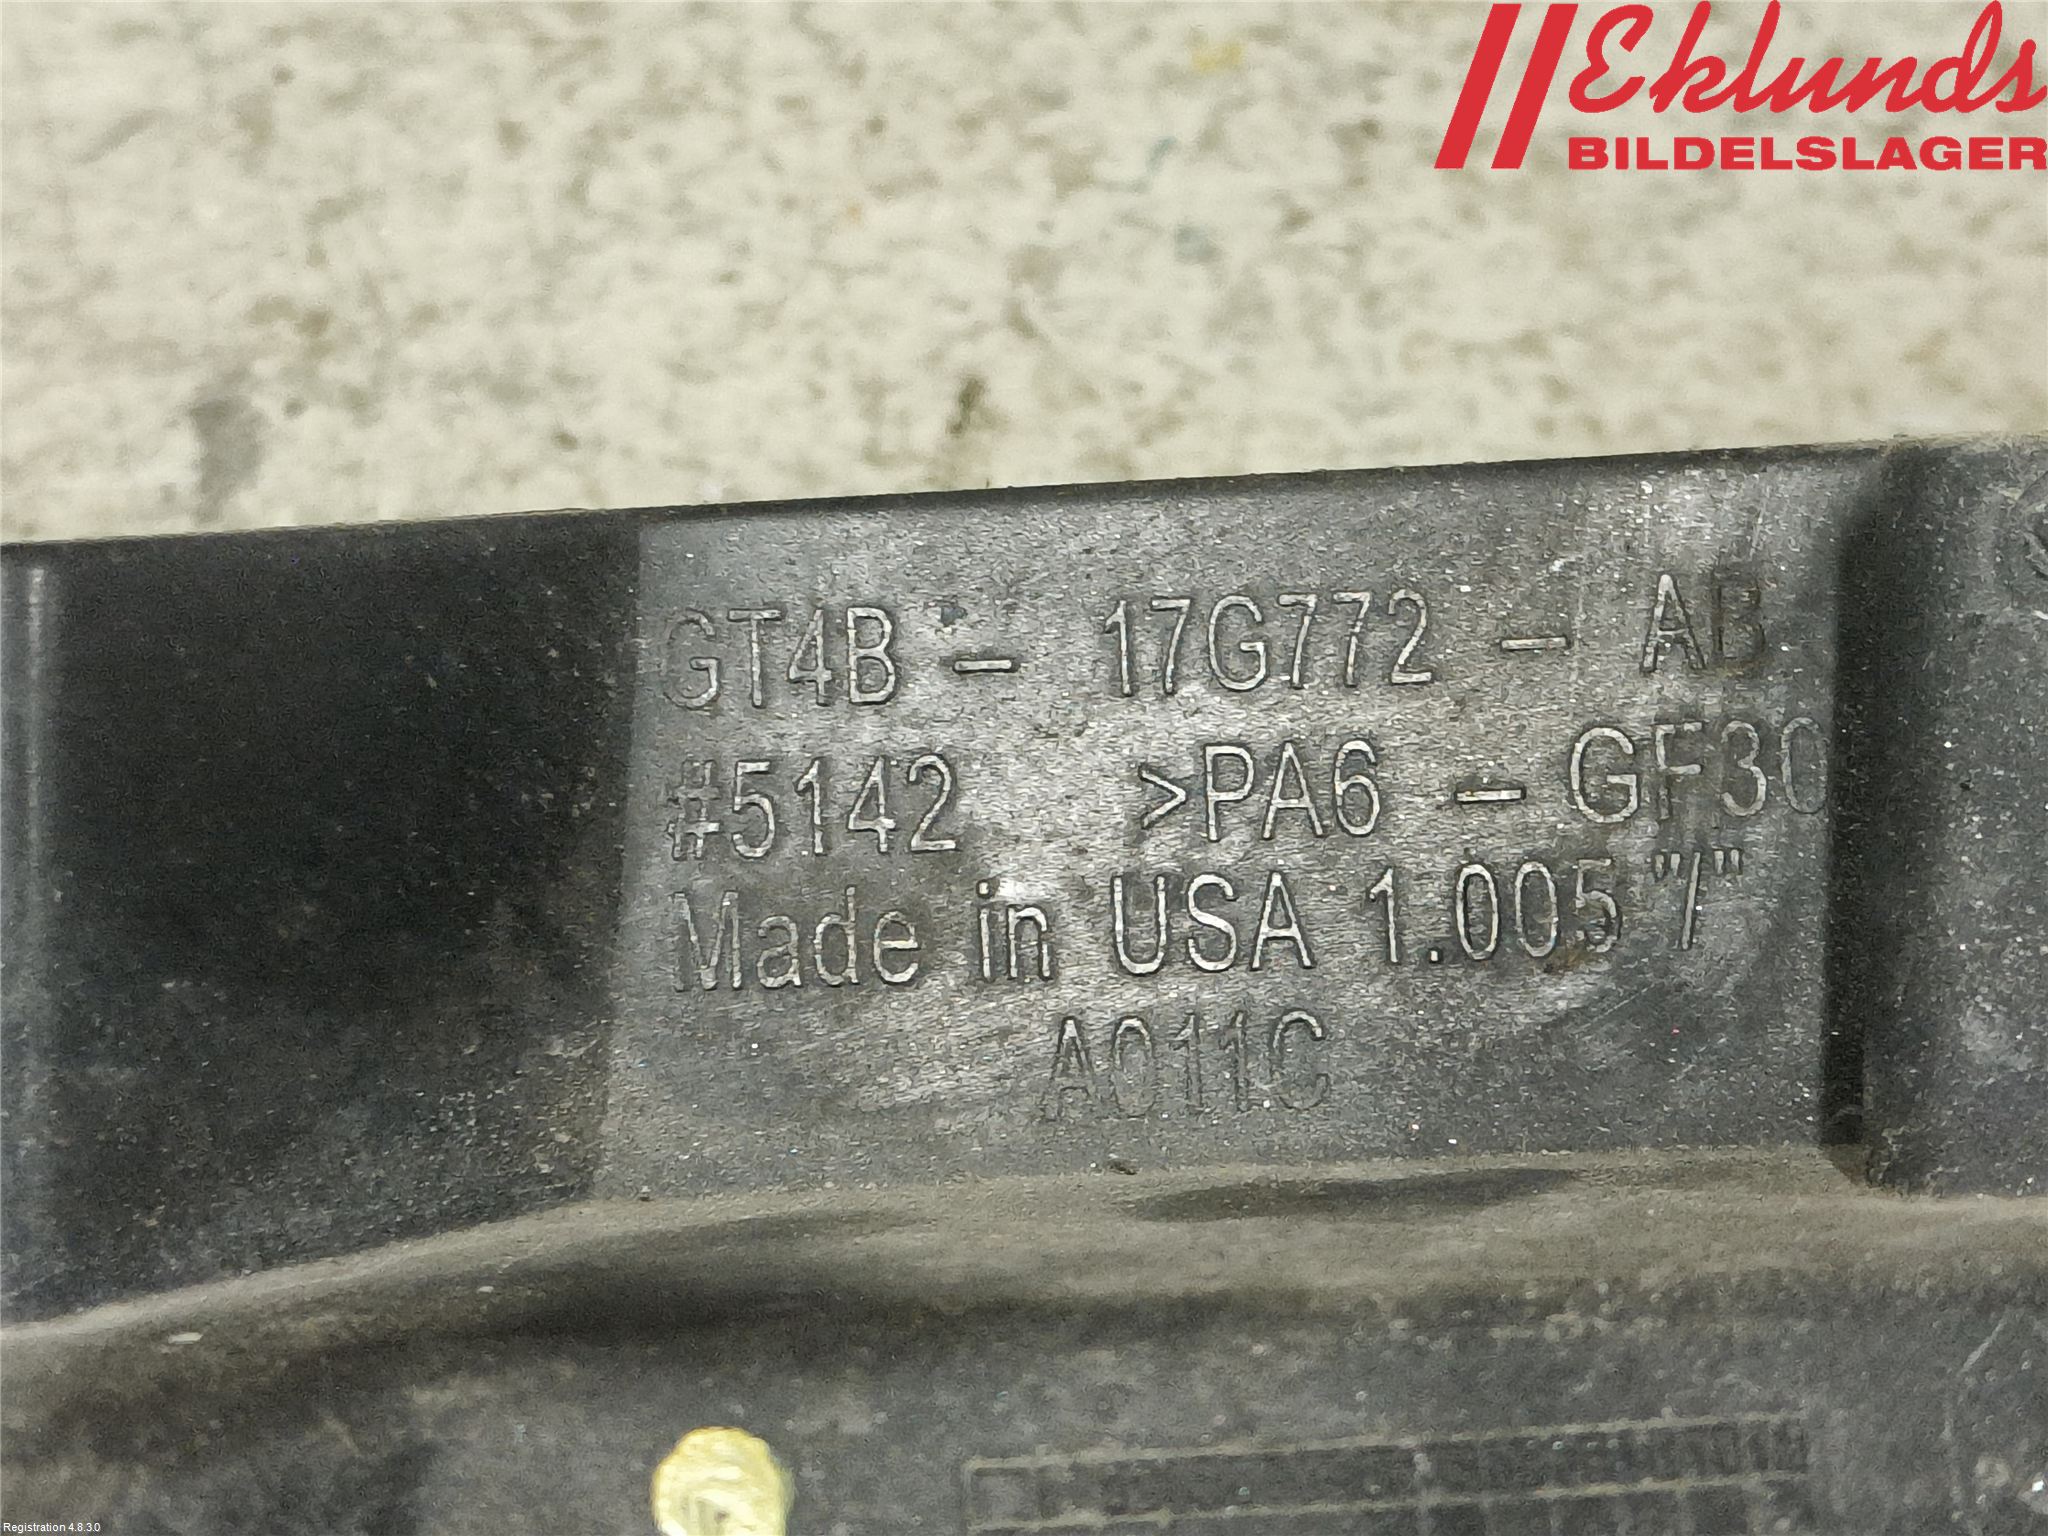 Eklunds
BILDELSLAGER
GT4B - 17G772 - AB
#5142 >PA6 - GF30
Made in USA 1.005 "/"
A011C
Registration 4.8.3.0